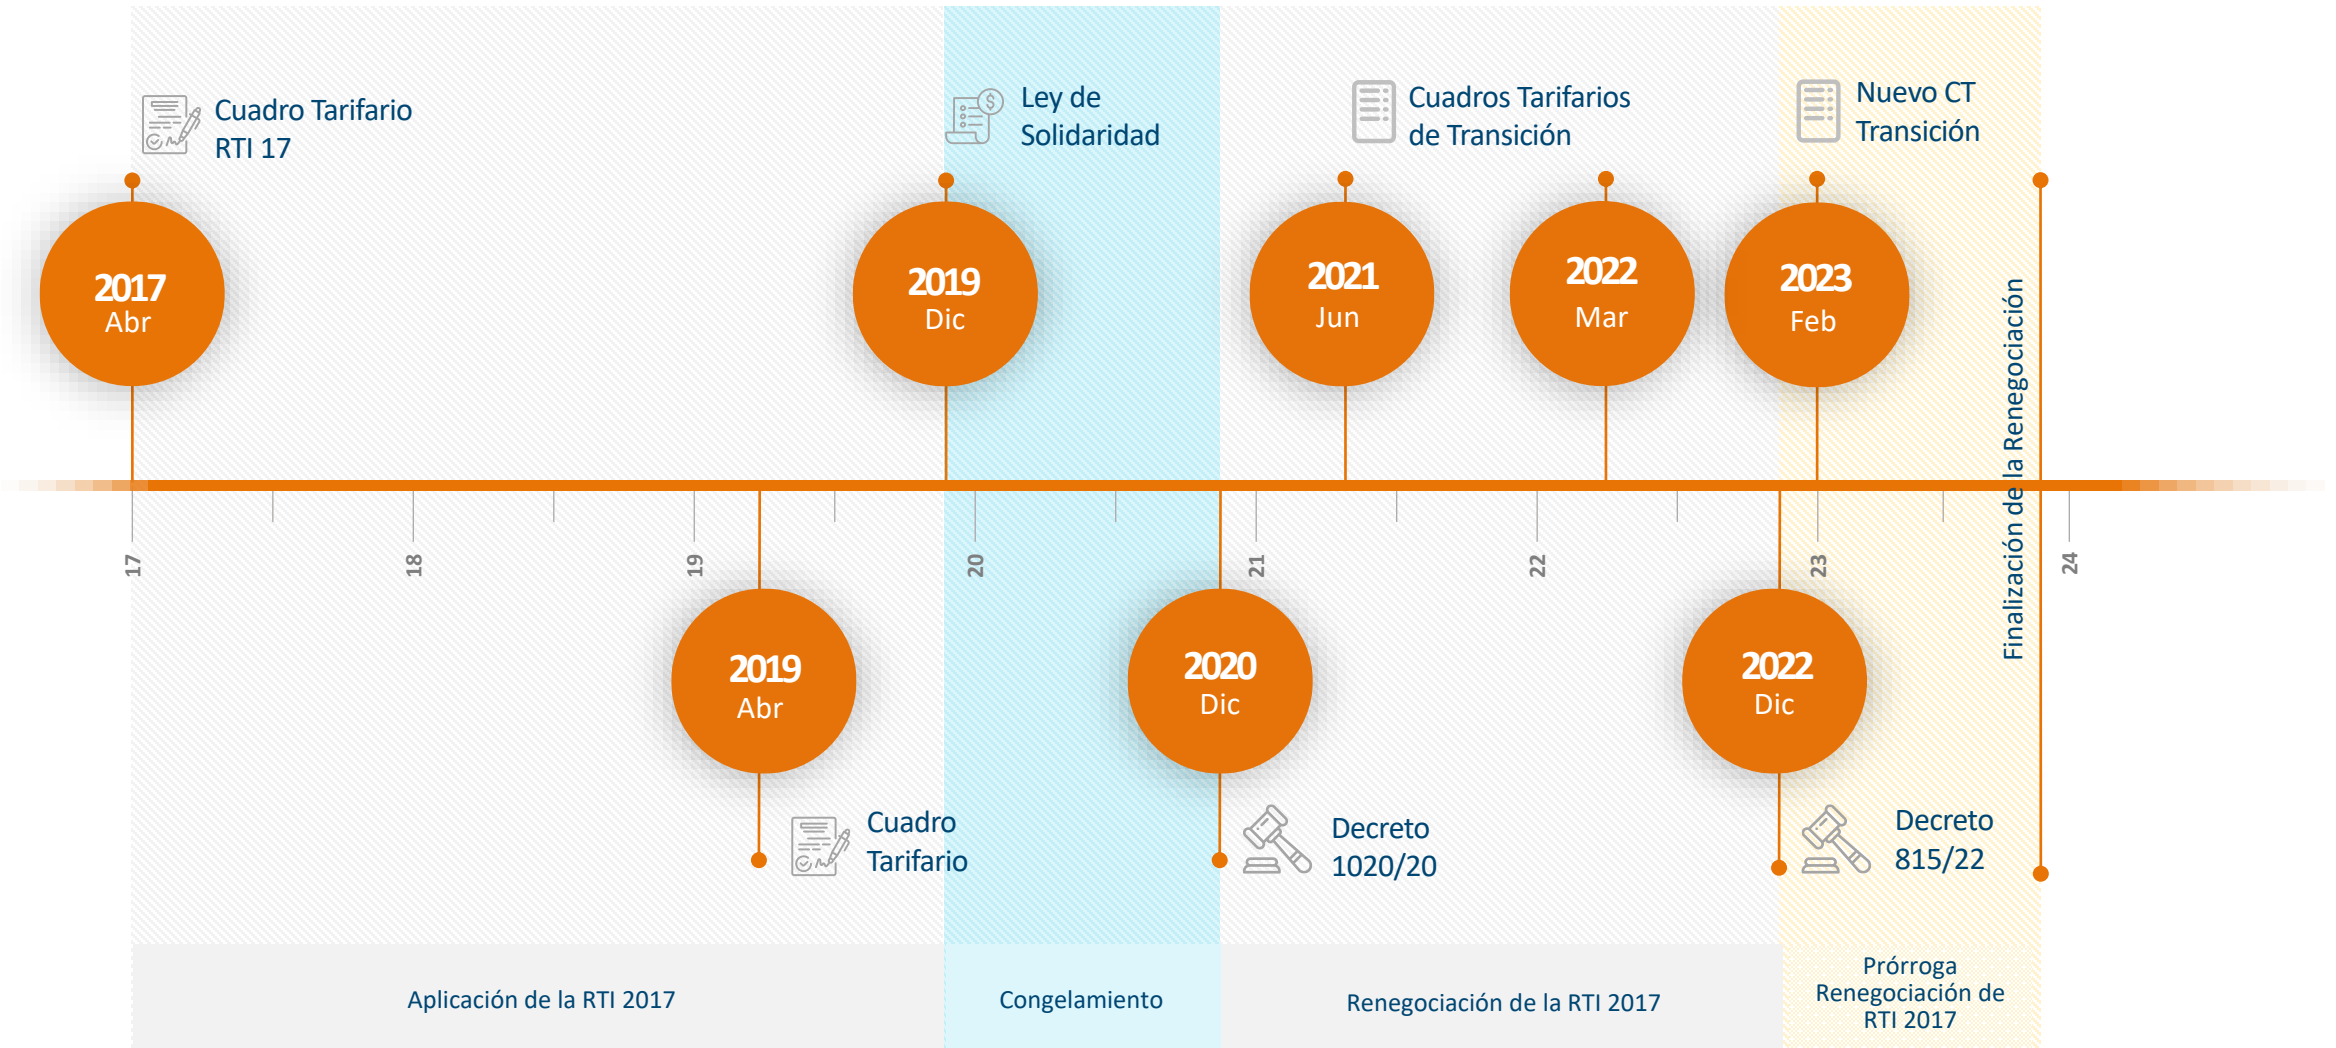 Cuadro Tarifario
RTI 17
Ley de
Solidaridad
Cuadros Tarifarios
de Transición
Nuevo CT
Transición
2017
Abr
2019
Dic
2021
Jun
2022
Mar
2023
Feb
Finalización de la Renegociación
17
18
19
20
21
22
23
24
2019
Abr
2020
Dic
2022
Dic
Cuadro
Tarifario
Decreto
1020/20
Decreto
815/22
Aplicación de la RTI 2017
Congelamiento
Renegociación de la RTI 2017
Prórroga
Renegociación de
RTI 2017